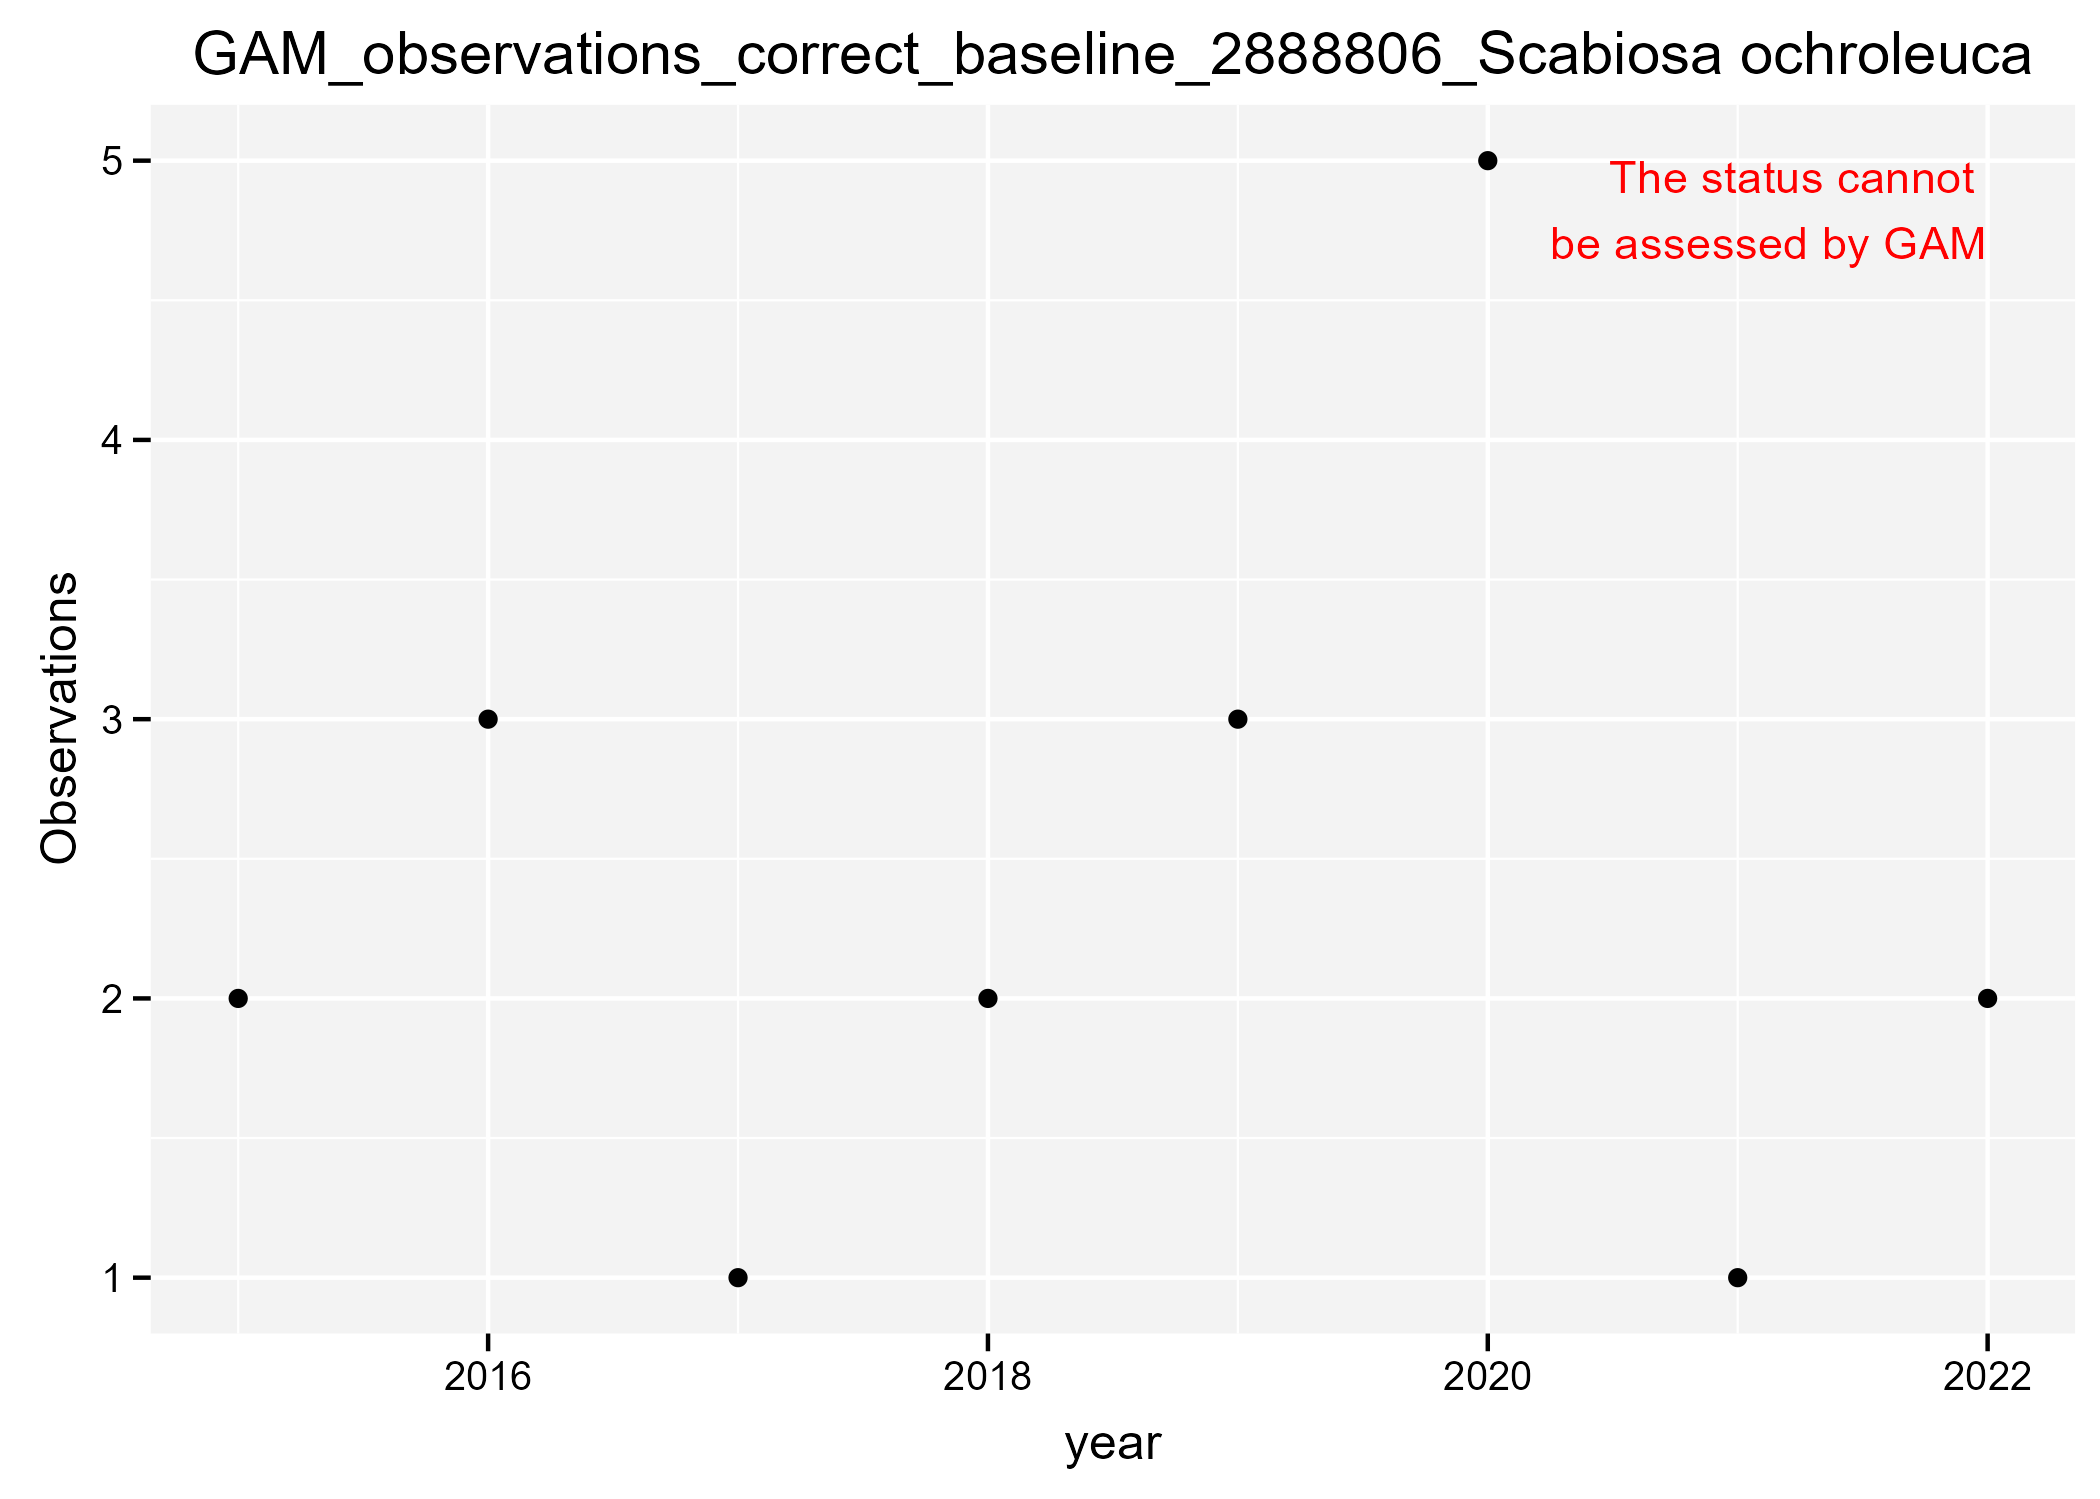 GAM_observations_correct_baseline_2888806_Scabiosa ochroleuca
The status cannot
be assessed by GAM
Observations
5
4
3
2
1
2016 2018 2020 2022
year